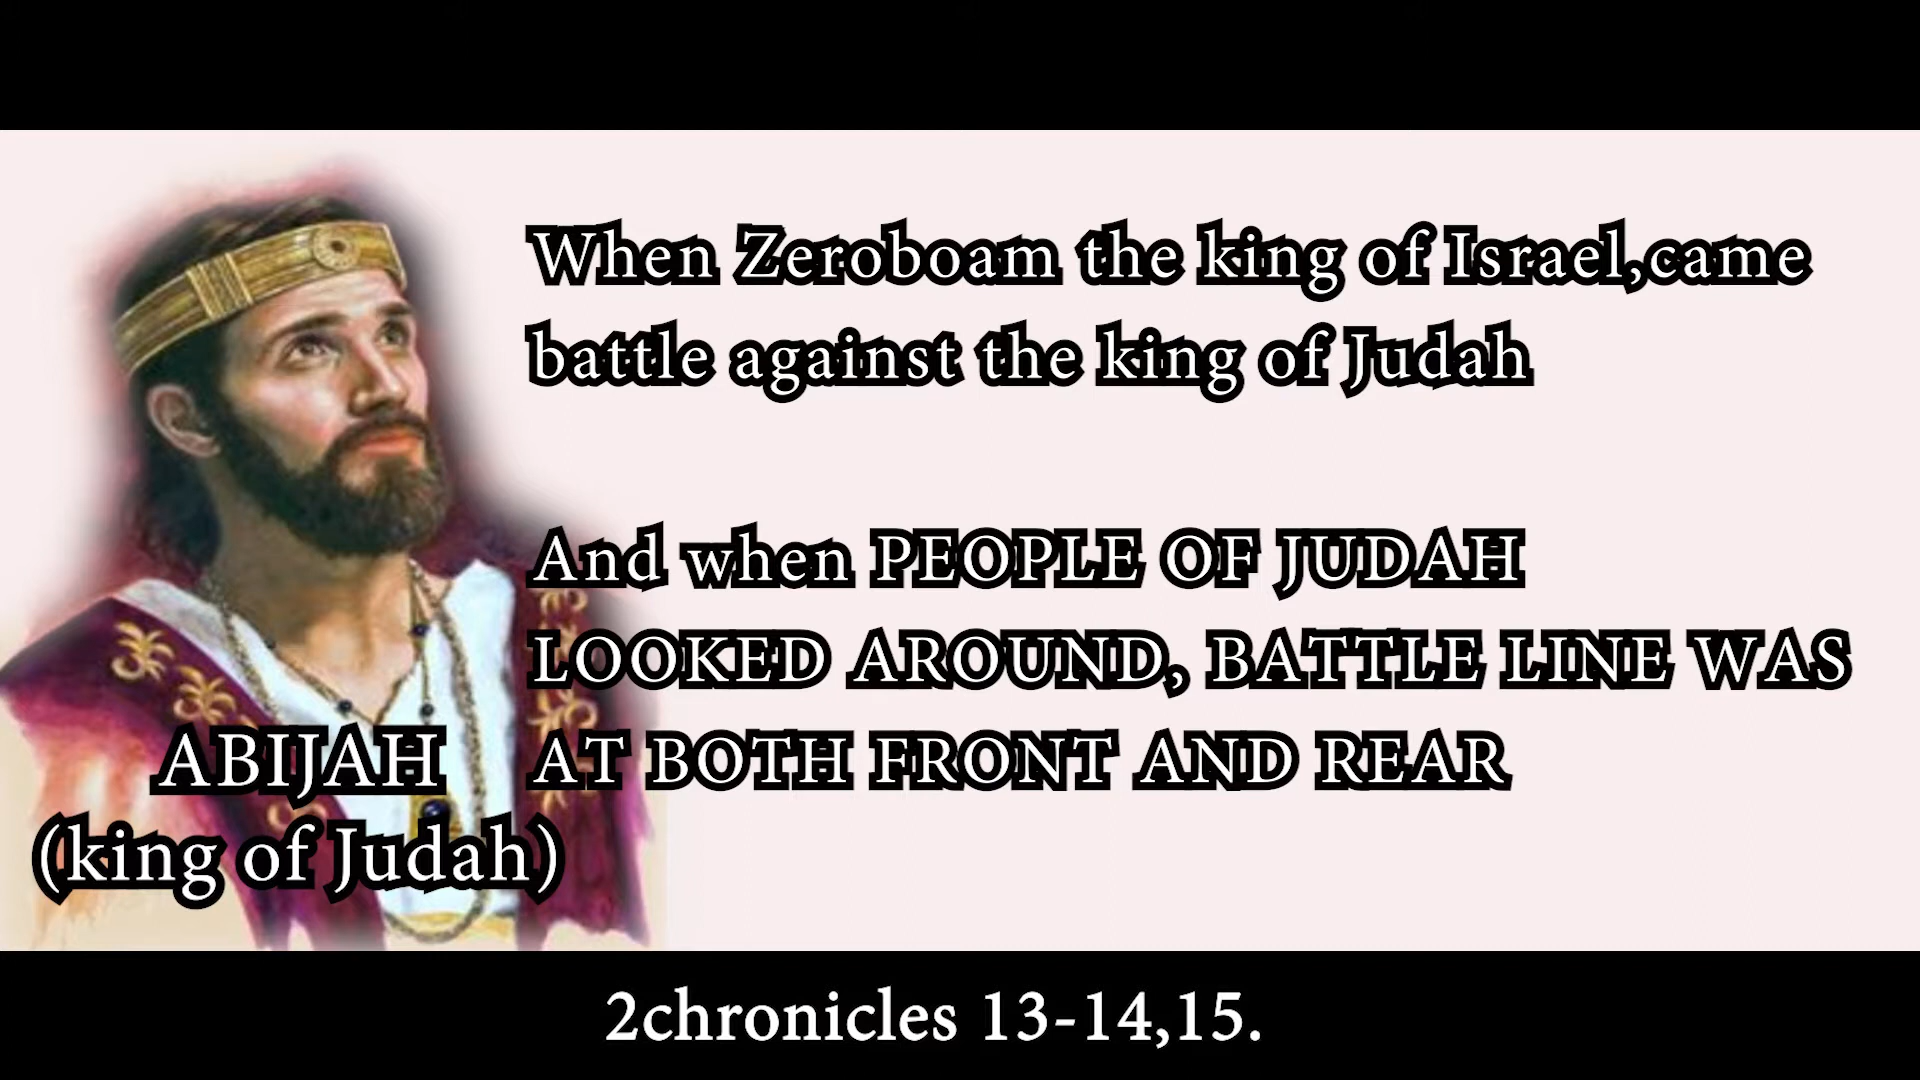 When Zeroboam the king of Israel,came
battle against the king of Judah
And when PEOPLE OF JUDAH
LOOKED AROUND, BATTLE LINE WAS
AT BOTH FRONT AND REAR
ABIJAH
(king of Judah)
2chronicles 13-14,15.